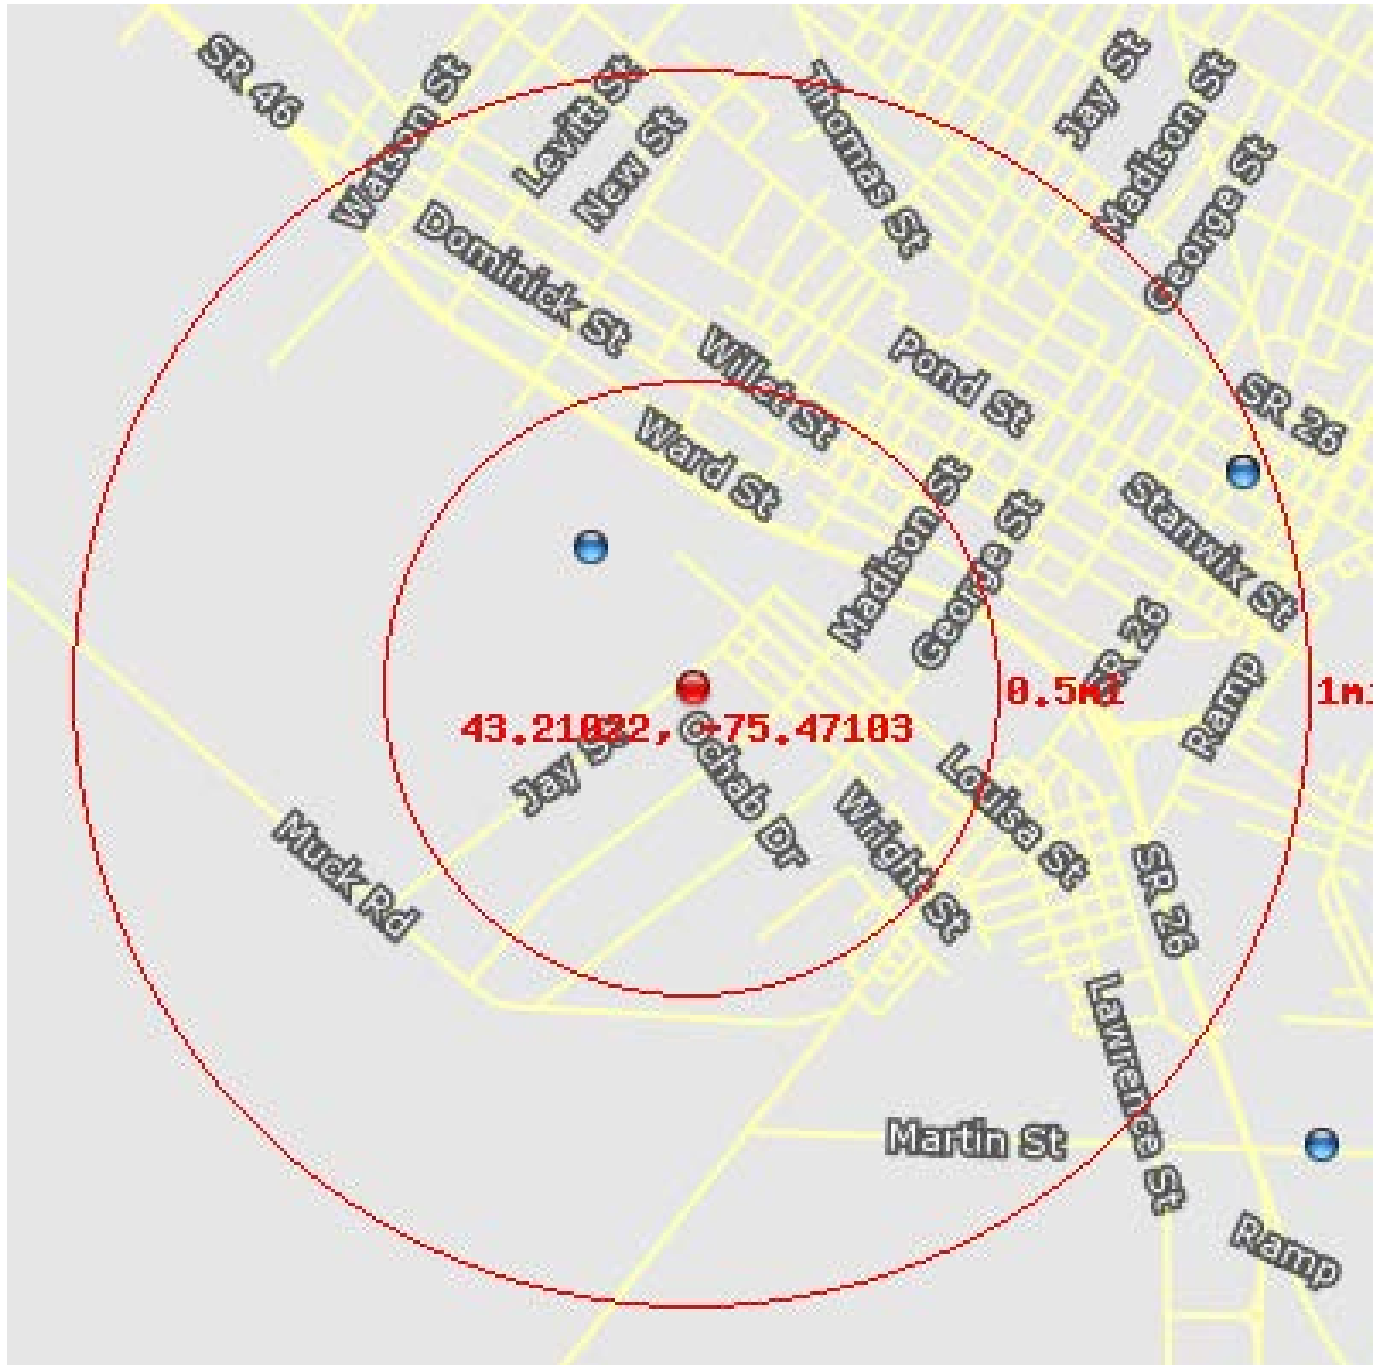 SR 46
Watson St
Levitt St
New St
Thomas St
Jay St
Madison St
George St
Dominick St
Willet St
Pond St
SR 26
Ward St
Madison St
George St
Stanwix St
SR 26
Ramp
0.5mi
1mi
43.21022, -75.47103
Jay St
Ochab Dr
Louisa St
Wright St
Muck Rd
SR 26
Lawrence St
Martin St
Ramp